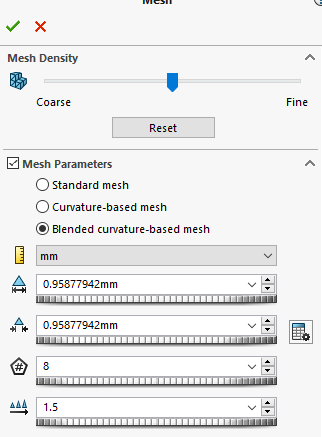 Mesh
Mesh Density
Coarse
Fine
Reset
Mesh Parameters
Standard mesh
Curvature-based mesh
Blended curvature-based mesh
mm
0.95877942mm
0.95877942mm
#
8
1.5